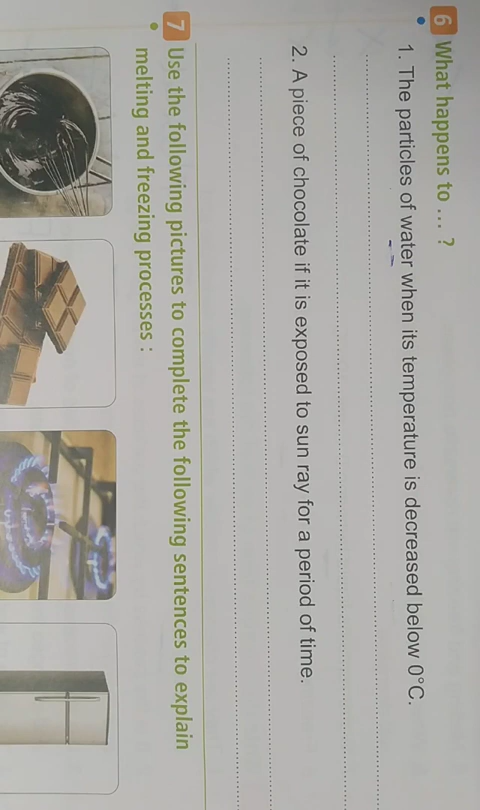 6 What happens to ... ?
1. The particles of water when its temperature is decreased below 0°C.
2. A piece of chocolate if it is exposed to sun ray for a period of time.
7 Use the following pictures to complete the following sentences to explain
melting and freezing processes :